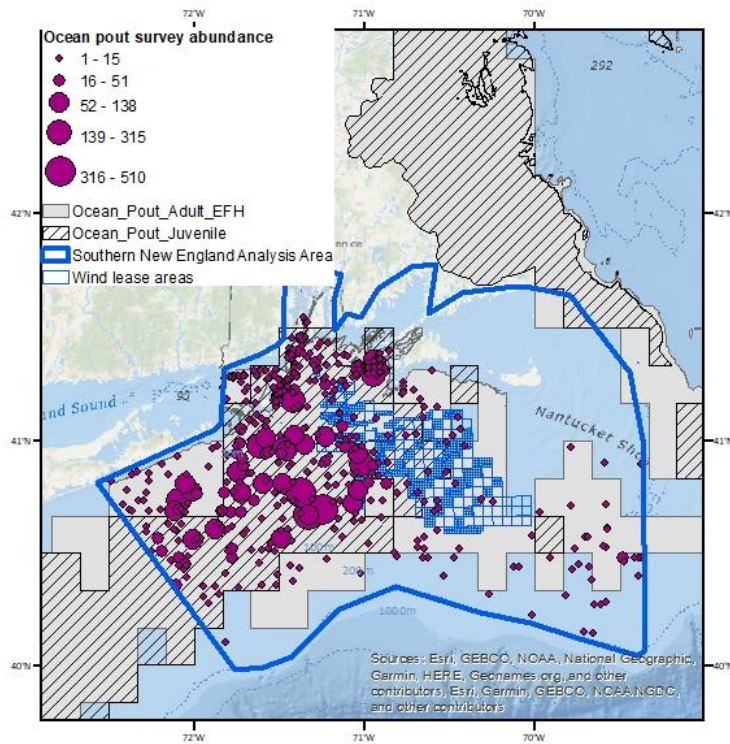 72°W 71°W 70°W
Ocean pout survey abundance
1 - 15
16 - 51
52 - 138
139 - 315
316 - 510
Ocean_Pout_Adult_EFH
Ocean_Pout_Juvenile
Southern New England Analysis Area
Wind lease areas
292
42°N 42°N
ence
nd Sound
Nantucket Sho
41°N 41°N
200m
1000m
40°N 40°N
Sources: Esri, GEBCO, NOAA, National Geographic,
Garmin, HERE, Geonames.org, and other
contributors, Esri, Garmin, GEBCO, NOAA NGDC,
and other contributors
72°W 71°W 70°W